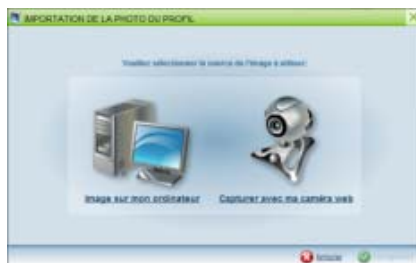 IMPORTATION DE LA PHOTO DU PROFIL
Veuillez sélectionner la source de l'image à utiliser:
Image sur mon ordinateur
Capturer avec ma caméra web
Annuler